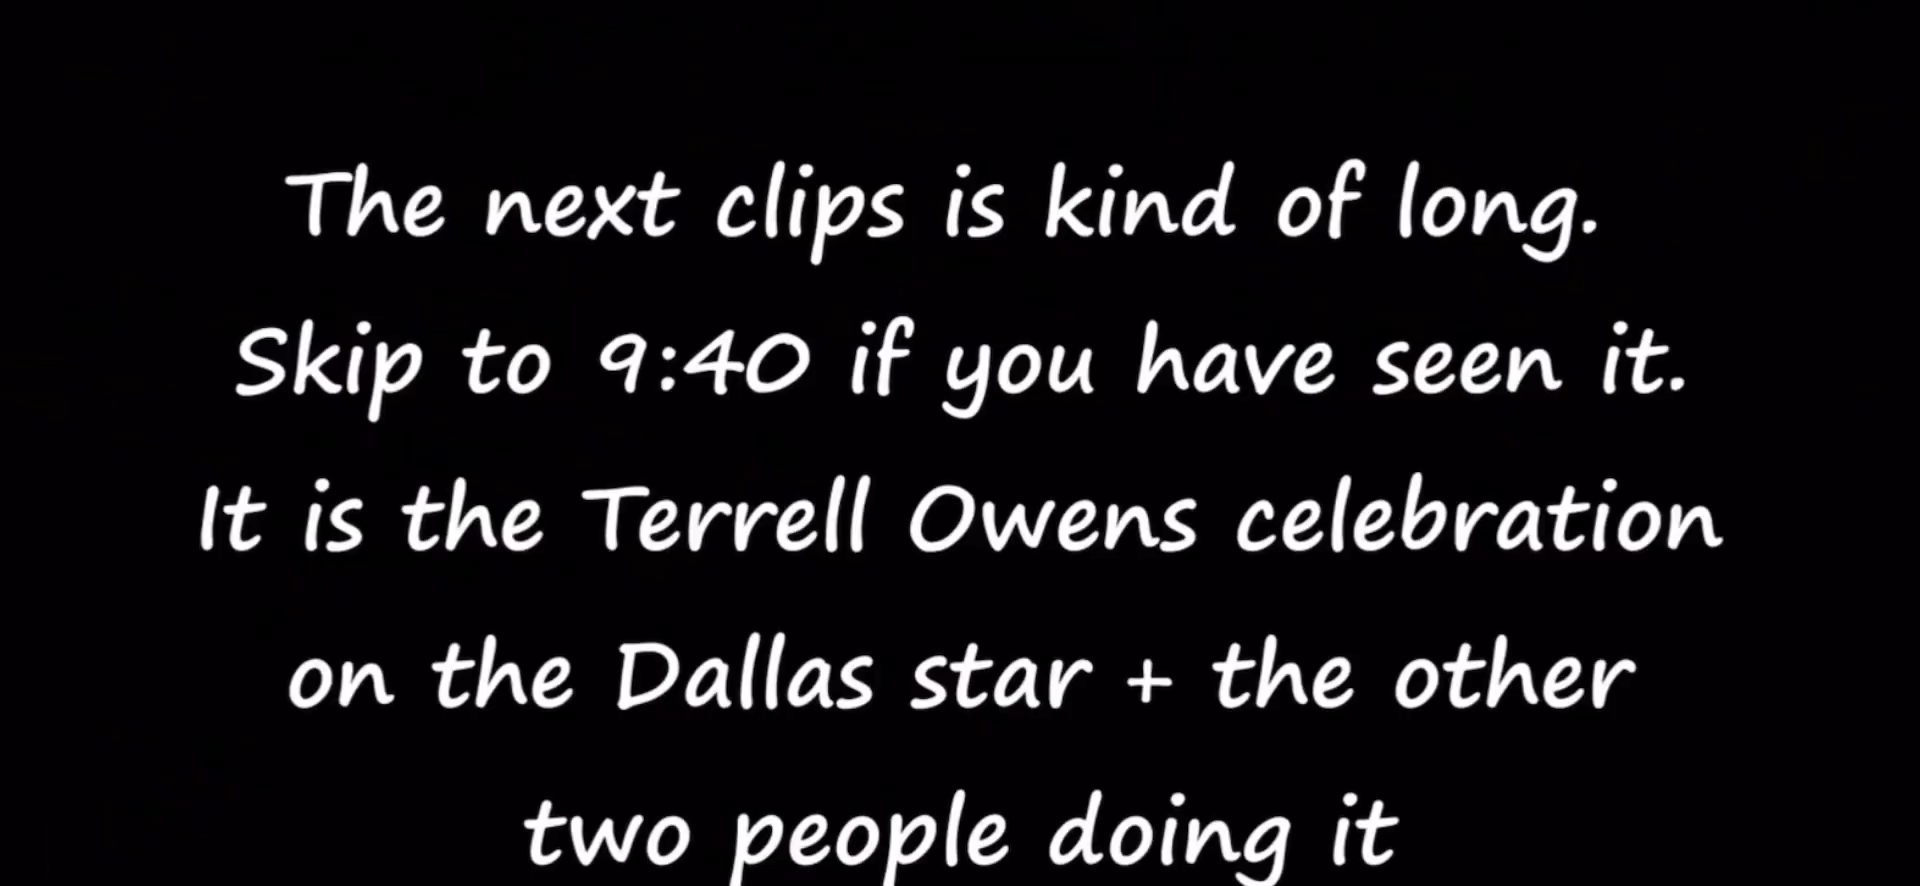 The next clips is kind of long.
Skip to 9:40 if you have seen it.
It is the Terrell Owens celebration
on the Dallas star + the other
two people doing it